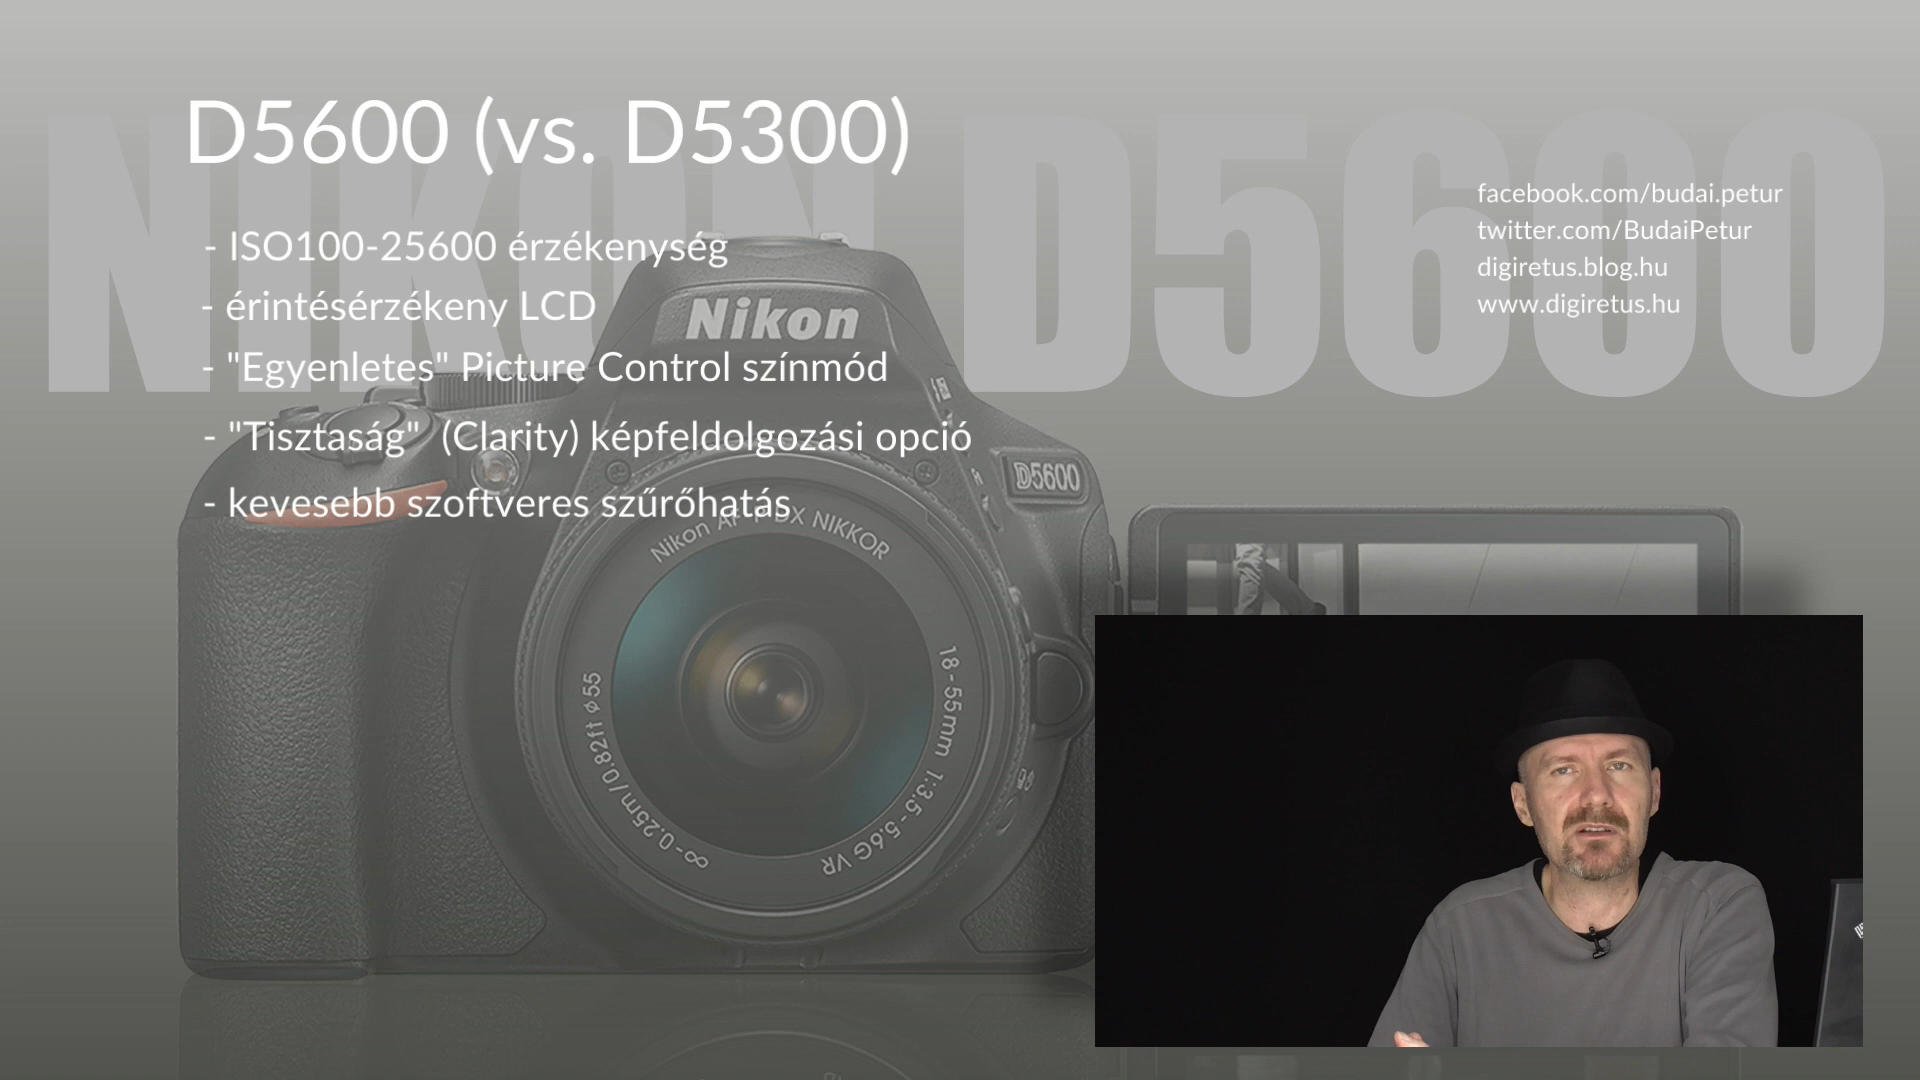 NIKON D5600
D5600 (vs. D5300)
- ISO100-25600 érzékenység
- érintésérzékeny LCD
- "Egyenletes" Picture Control színmód
- "Tisztaság" (Clarity) képfeldolgozási opció
- kevesebb szoftveres szűrőhatás
facebook.com/budai.petur
twitter.com/BudaiPetur
digiretus.blog.hu
www.digiretus.hu
Nikon
D5600
Nikon AF-P DX NIKKOR
18-55mm 1:3.5-5.6G VR
∞-0.25m/0.82ft ⌀55